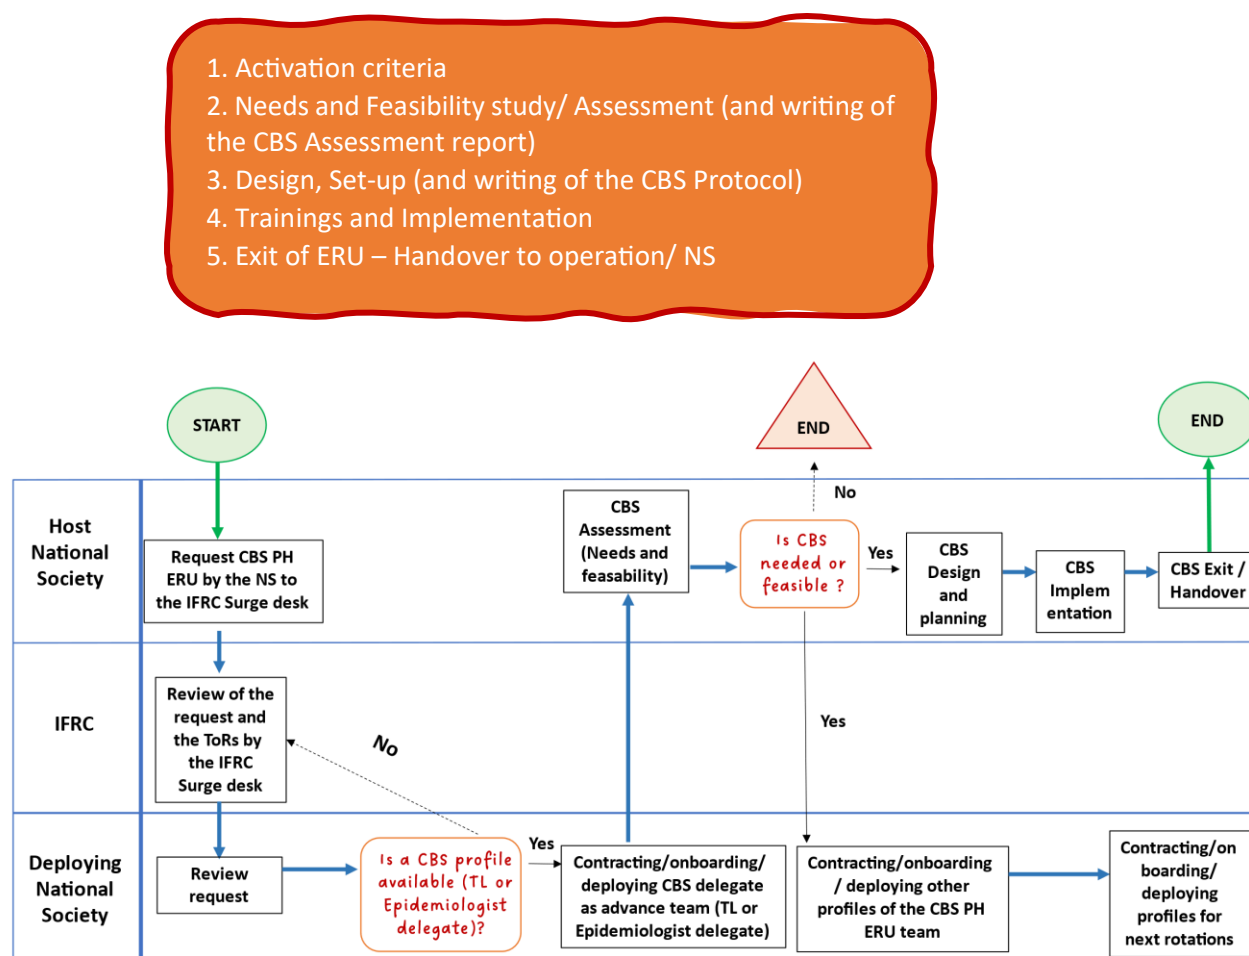 1. Activation criteria
2. Needs and Feasibility study/ Assessment (and writing of
the CBS Assessment report)
3. Design, Set-up (and writing of the CBS Protocol)
4. Trainings and Implementation
5. Exit of ERU – Handover to operation/ NS
START
END
END
Host
National
Society
Request CBS PH
ERU by the NS to
the IFRC Surge desk
CBS
Assessment
(Needs and
feasability)
No
Is CBS
needed or
feasible ?
Yes
CBS
Design
and
planning
CBS
Implem
entation
CBS Exit /
Handover
IFRC
Review of the
request and
the ToRs by
the IFRC
Surge desk
No
Yes
Deploying
National
Society
Review
request
Is a CBS profile
available (TL or
Epidemiologist
delegate)?
Yes
Contracting/onboarding/
deploying CBS delegate
as advance team (TL or
Epidemiologist delegate)
Contracting/onboarding
/ deploying other
profiles of the CBS PH
ERU team
Contracting/on
boarding/
deploying
profiles for
next rotations